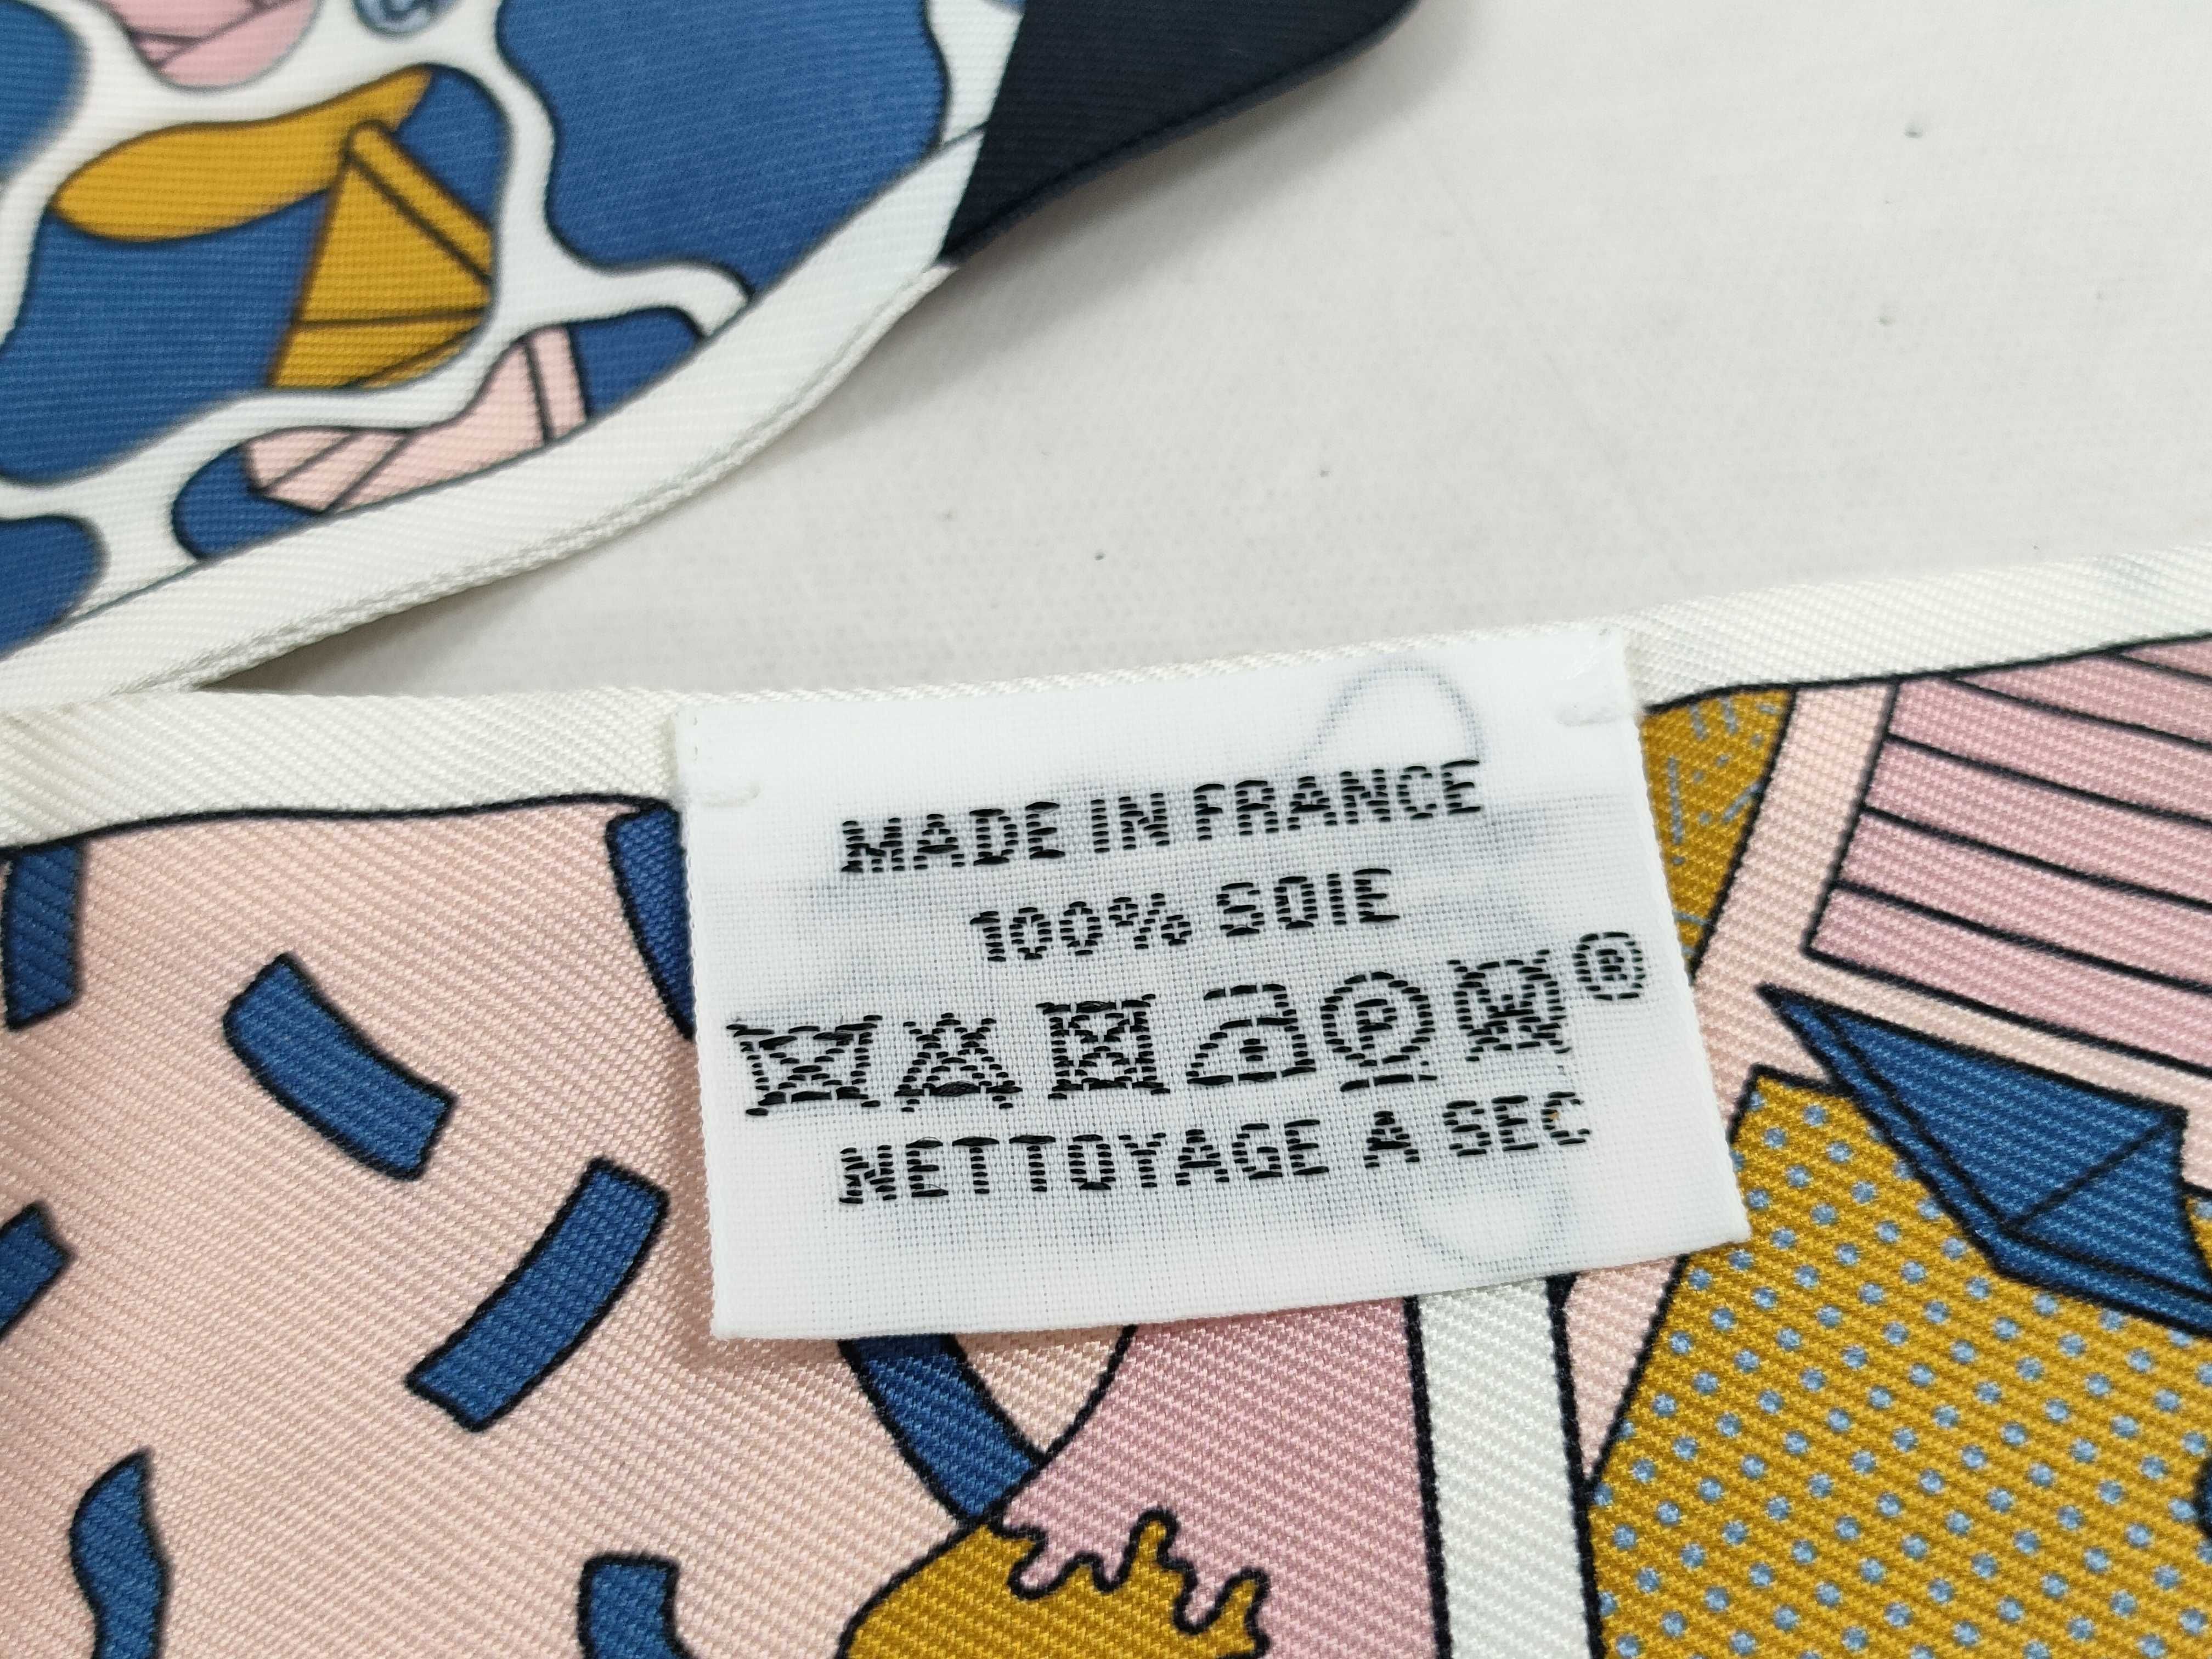 MADE IN FRANCE
100% SOIE
P W ®
NETTOYAGE A SEC